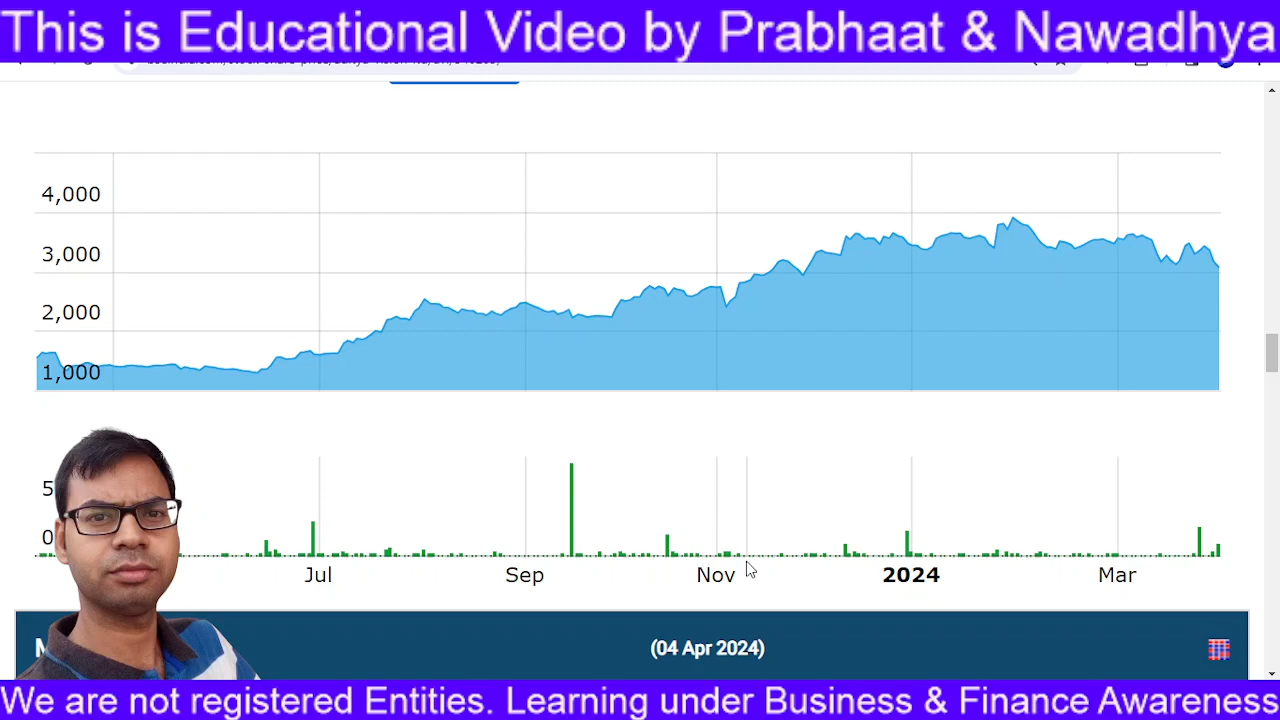 This is Educational Video by Prabhaat & Nawadhya
4,000
3,000
2,000
1,000
5
0
Jul
Sep
Nov
2024
Mar
(04 Apr 2024)
We are not registered Entities. Learning under Business & Finance Awareness